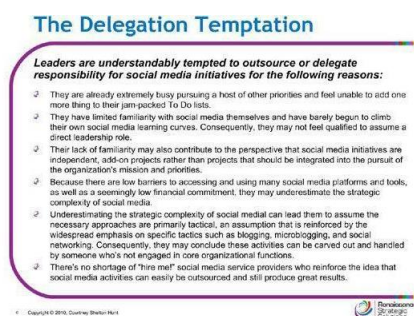 The Delegation Temptation
Leaders are understandably tempted to outsource or delegate
responsibility for social media initiatives for the following reasons:
They are already extremely busy pursuing a host of other priorities and feel unable to add one
more thing to their jam-packed To Do lists.
They have limited familiarity with social media themselves and have barely begun to climb
their own social media learning curves. Consequently, they may not feel qualified to assume a
direct leadership role.
Their lack of familiarity may also contribute to the perspective that social media initiatives are
independent, add-on projects rather than projects that should be integrated into the pursuit of
the organization's mission and priorities.
Because there are low barriers to accessing and using many social media platforms and tools,
as well as a seemingly low financial commitment, they may underestimate the strategic
complexity of social media.
Underestimating the strategic complexity of social medial can lead them to assume the
necessary approaches are primarily tactical, an assumption that is reinforced by the
widespread emphasis on specific tactics such as blogging, microblogging, and social
networking. Consequently, they may conclude these activities can be carved out and handled
by someone who's not engaged in core organizational functions.
There's no shortage of "hire me!" social media service providers who reinforce the idea that
social media activities can easily be outsourced and still produce great results.
Copyright © 2010, Courtney Shelton Hunt
Renaissance
Strategic